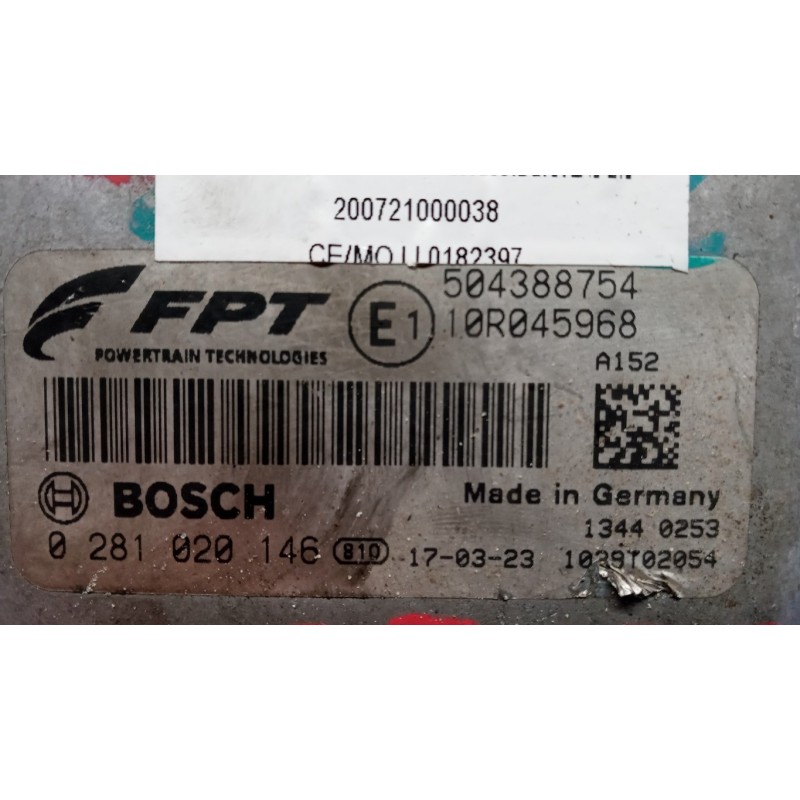 200721000038
CE/MO LL0182397
FPT
POWERTRAIN TECHNOLOGIES
E1
504388754
10R045968
A152
BOSCH
Made in Germany
1344 0253
0 281 020 146 810 17-03-23 1039T02054